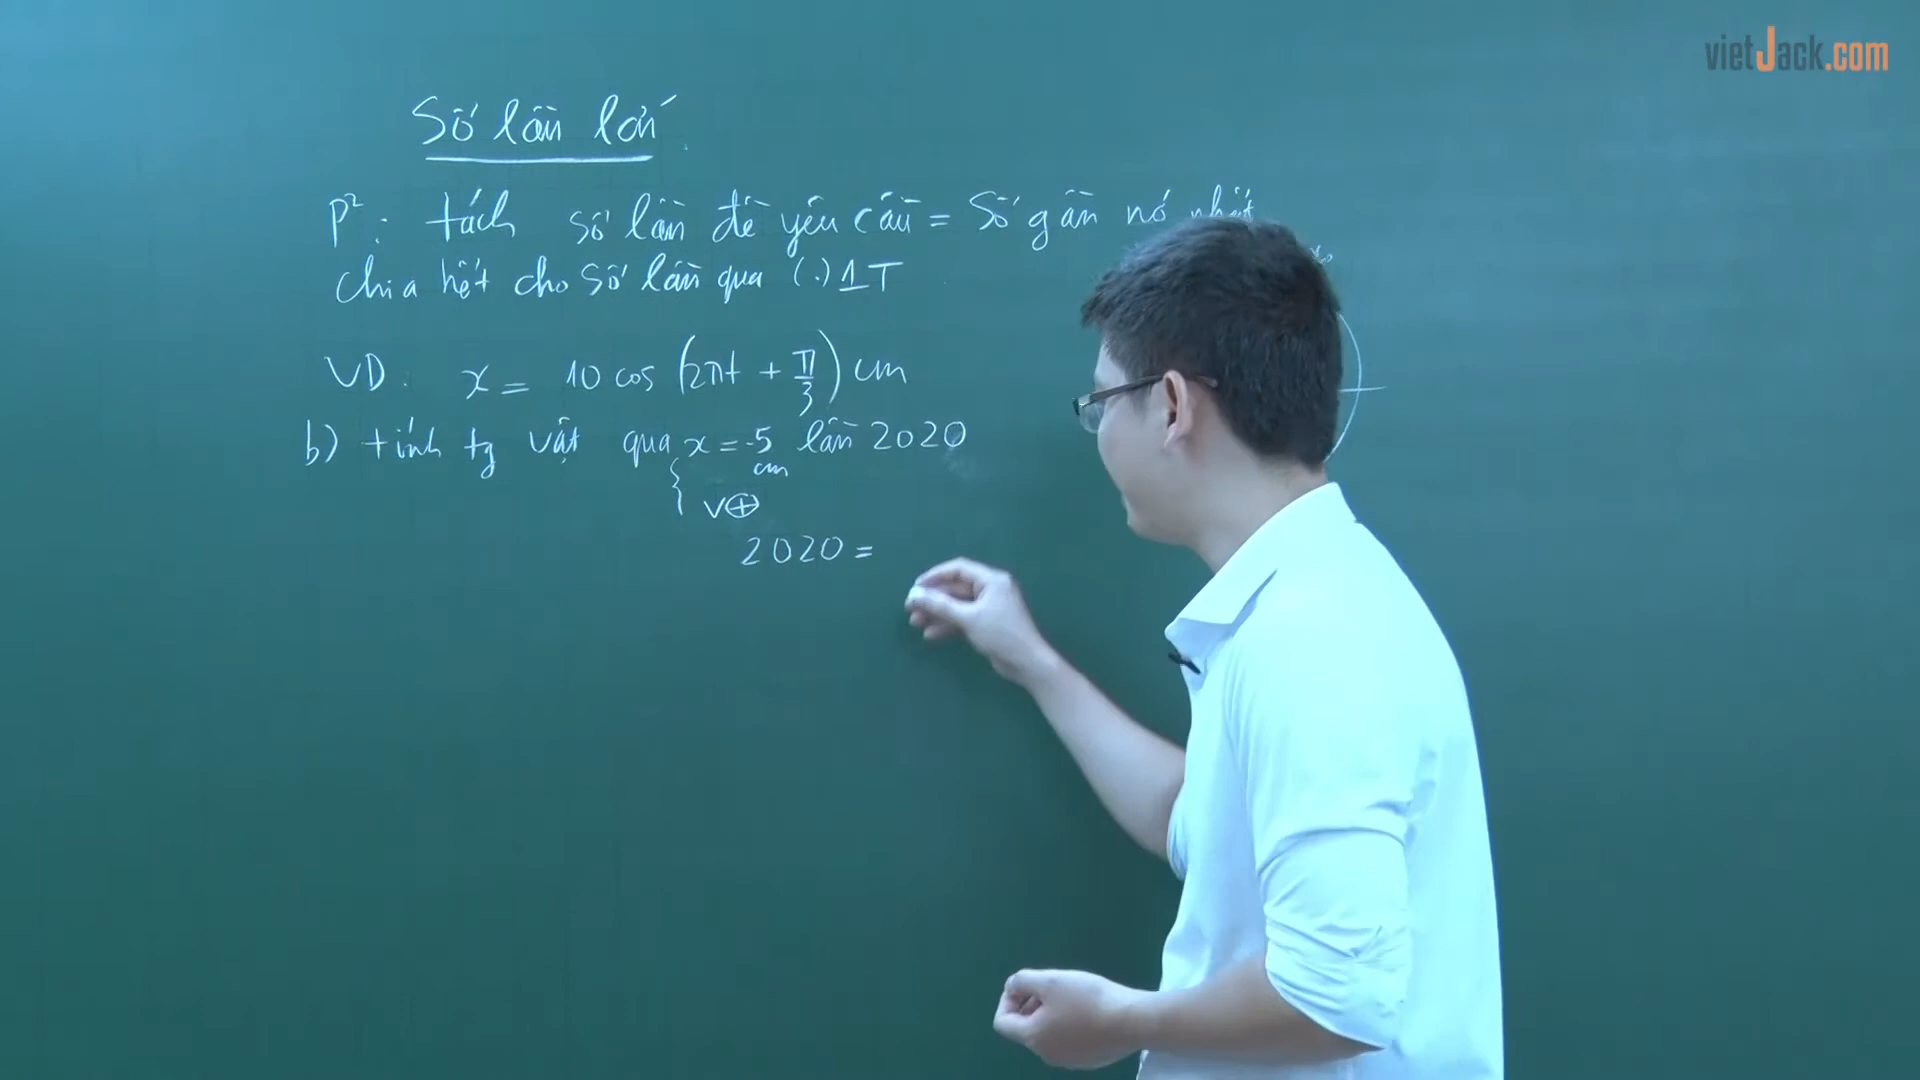 vietJack.com
Số lần lớn.
P²: tách số lần đề yêu cầu = Số gần nó nhất
chia hết cho số lần qua (.) 1T
VD. x = 10 cos (2πt + π/3) cm
b) tính tg vật qua { x = -5 cm lần 2020
V⊕
2020 =